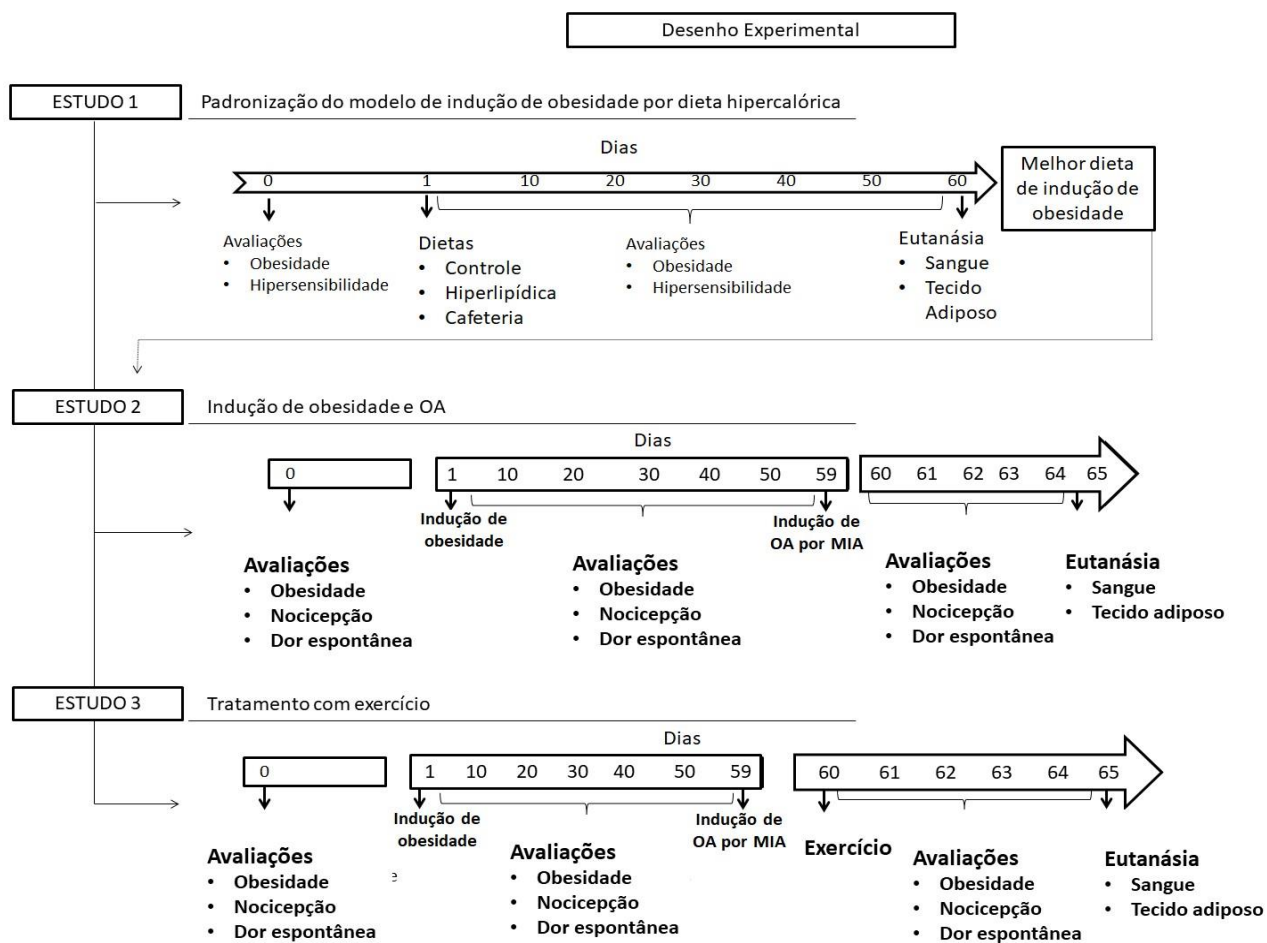 Desenho Experimental
ESTUDO 1
Padronização do modelo de indução de obesidade por dieta hipercalórica
Dias
0 1 10 20 30 40 50 60
Melhor dieta
de indução de
obesidade
Avaliações
• Obesidade
• Hipersensibilidade
Dietas
• Controle
• Hiperlipídica
• Cafeteria
Avaliações
• Obesidade
• Hipersensibilidade
Eutanásia
• Sangue
• Tecido
Adiposo
ESTUDO 2
Indução de obesidade e OA
Dias
0 1 10 20 30 40 50 59 60 61 62 63 64 65
Indução de
obesidade
Indução de
OA por MIA
Avaliações
• Obesidade
• Nocicepção
• Dor espontânea
Avaliações
• Obesidade
• Nocicepção
• Dor espontânea
Avaliações
• Obesidade
• Nocicepção
• Dor espontânea
Eutanásia
• Sangue
• Tecido adiposo
ESTUDO 3
Tratamento com exercício
Dias
0 1 10 20 30 40 50 59 60 61 62 63 64 65
Indução de
obesidade
Indução de
OA por MIA
Exercício
Avaliações
• Obesidade
• Nocicepção
• Dor espontânea
Avaliações
• Obesidade
• Nocicepção
• Dor espontânea
Avaliações
• Obesidade
• Nocicepção
• Dor espontânea
Eutanásia
• Sangue
• Tecido adiposo